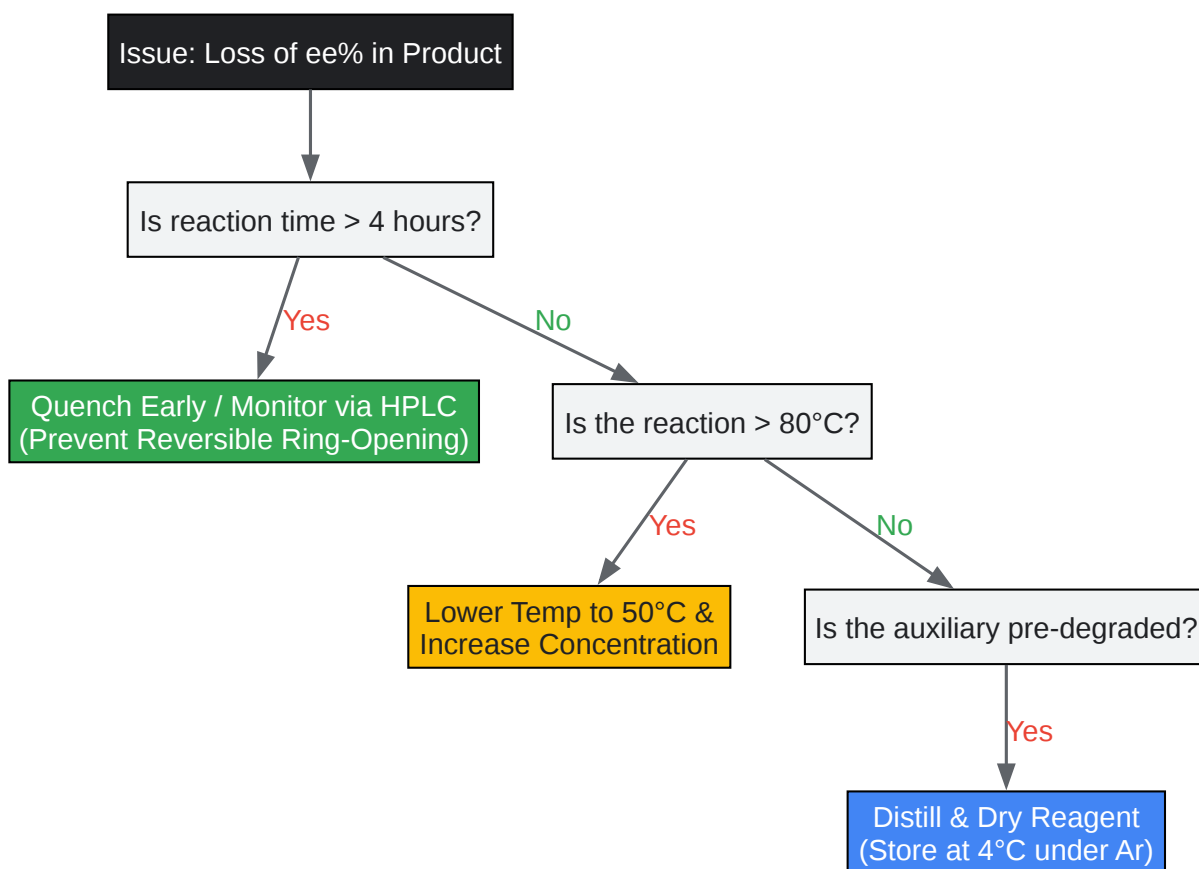 Issue: Loss of ee% in Product
Is reaction time > 4 hours?
Yes
No
Quench Early / Monitor via HPLC
(Prevent Reversible Ring-Opening)
Is the reaction > 80°C?
Yes
No
Lower Temp to 50°C &
Increase Concentration
Is the auxiliary pre-degraded?
Yes
Distill & Dry Reagent
(Store at 4°C under Ar)